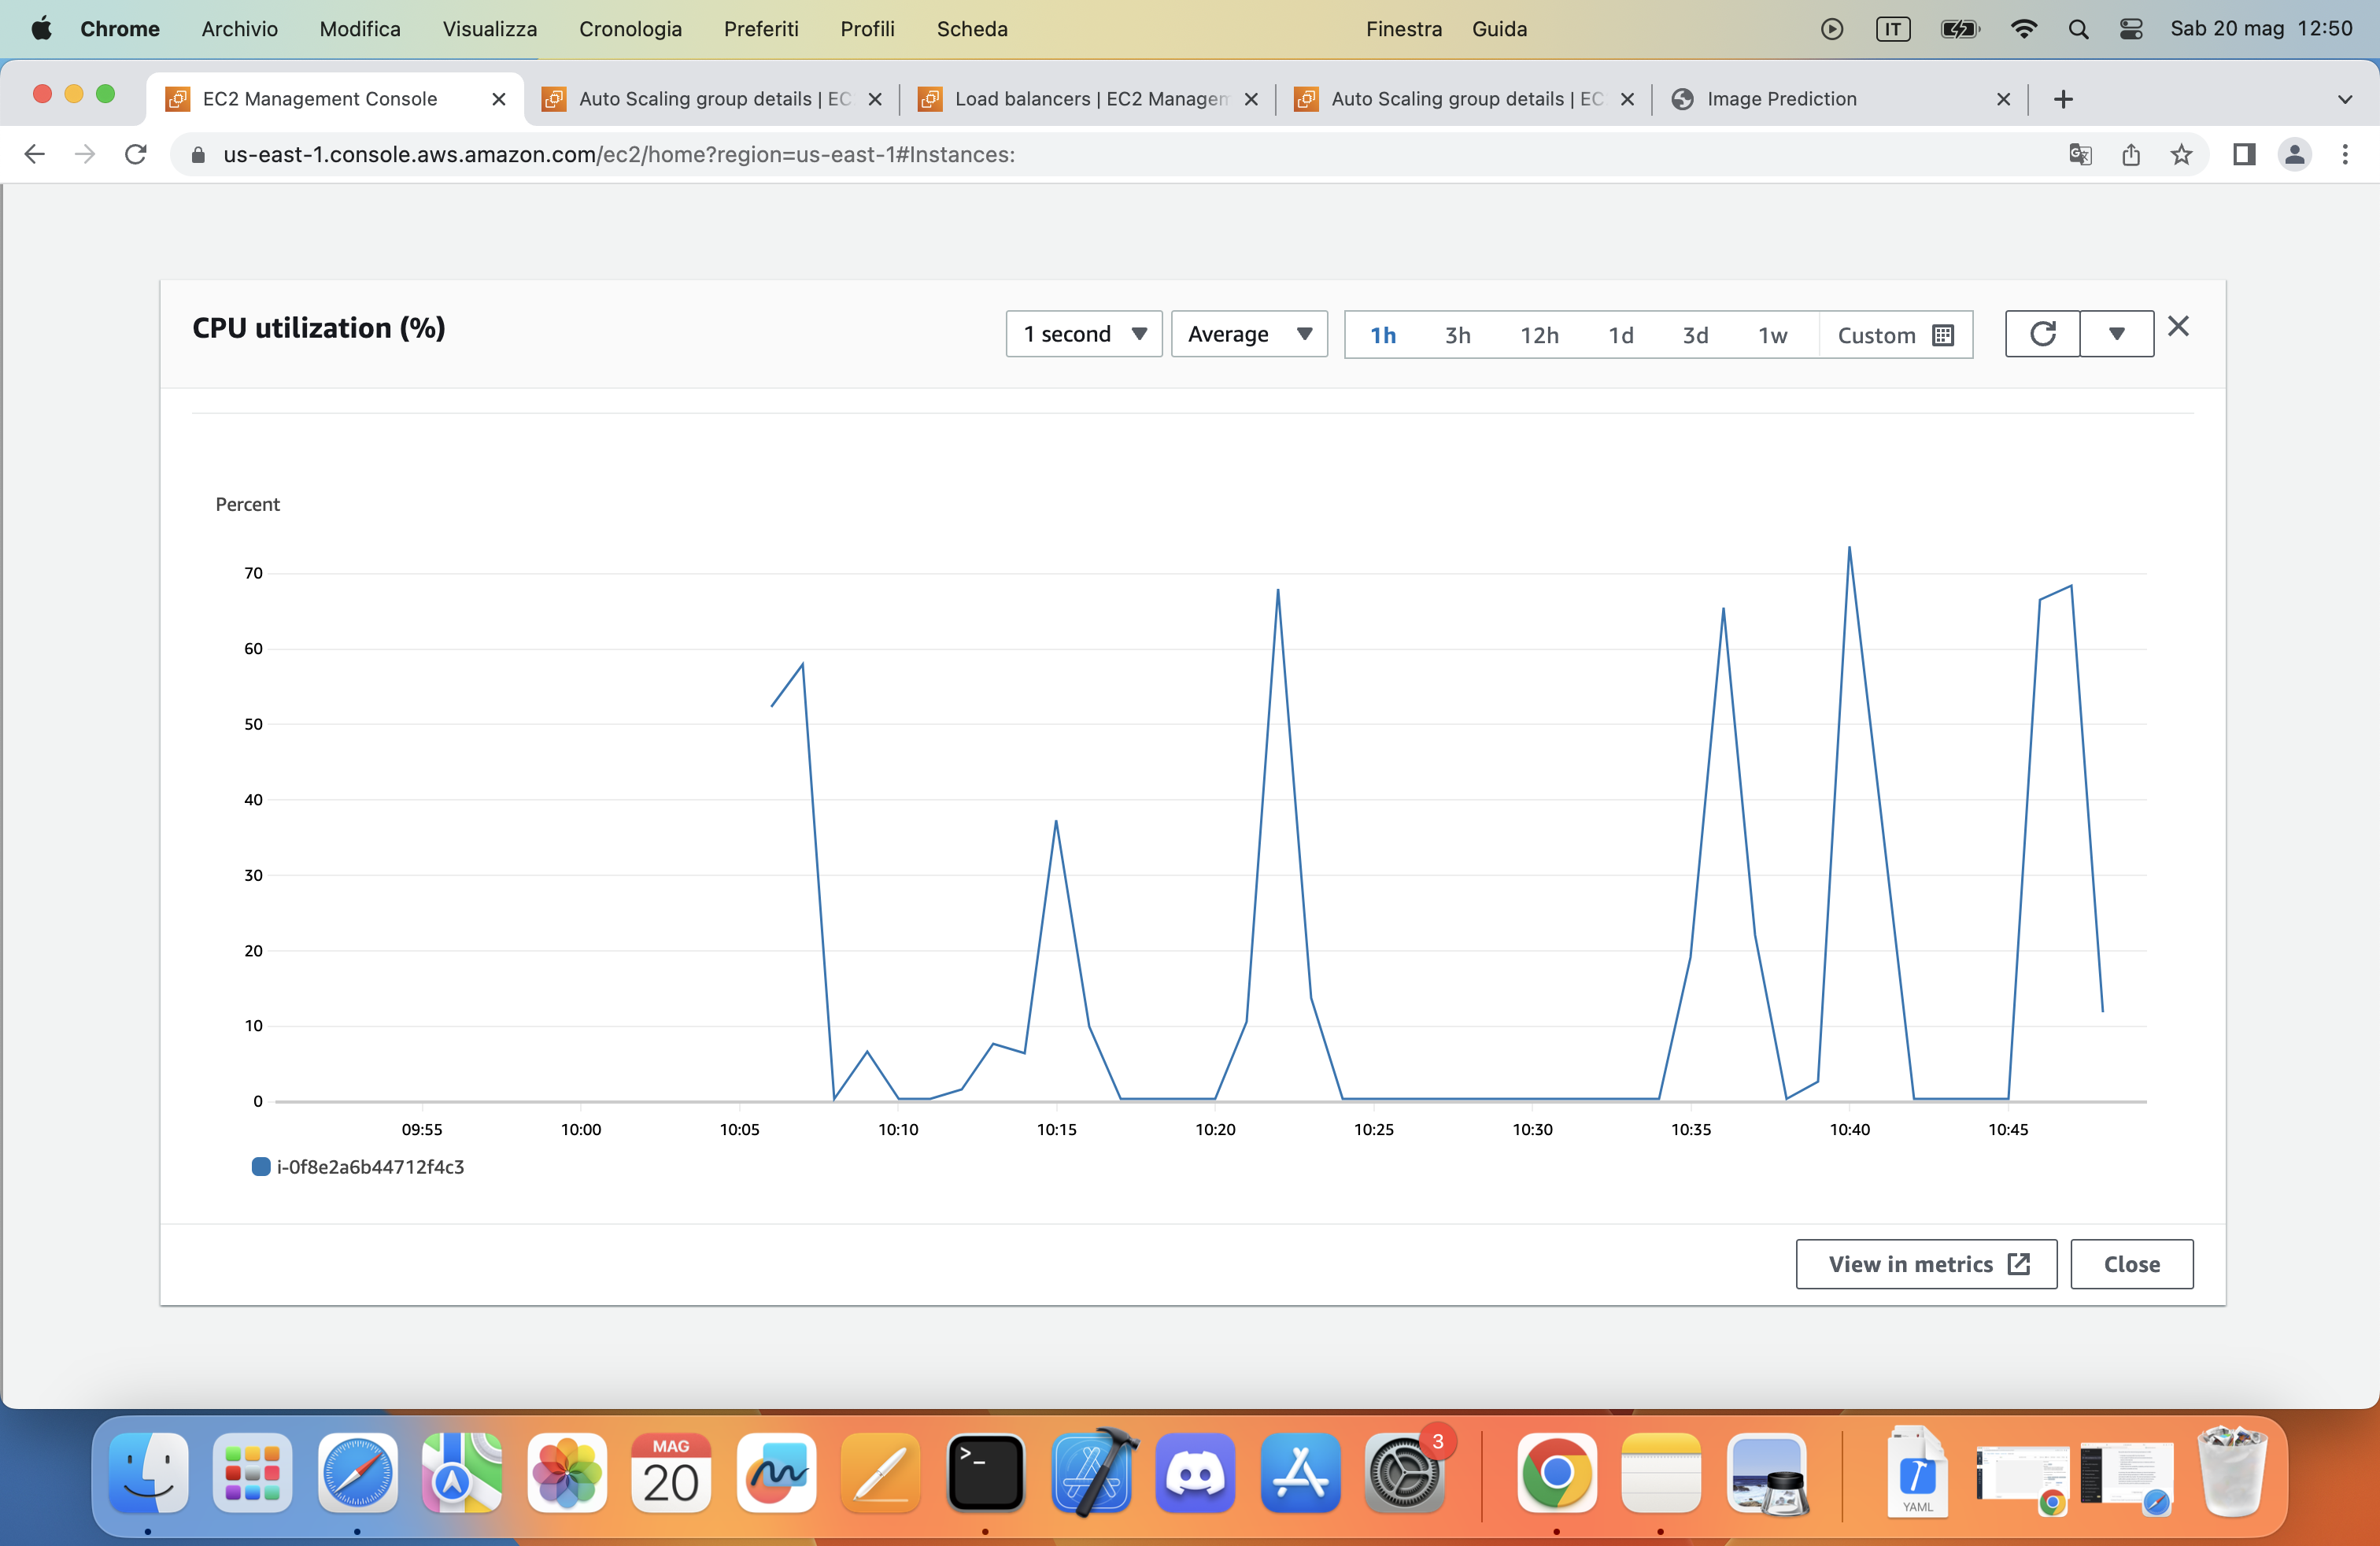 Chrome Archivio Modifica Visualizza Cronologia Preferiti Profili Scheda Finestra Guida IT Sab 20 mag 12:50
EC2 Management Console Auto Scaling group details | EC Load balancers | EC2 Managem Auto Scaling group details | EC Image Prediction
us-east-1.console.aws.amazon.com/ec2/home?region=us-east-1#Instances:
CPU utilization (%) 1 second Average 1h 3h 12h 1d 3d 1w Custom
Percent
70
60
50
40
30
20
10
0
09:55 10:00 10:05 10:10 10:15 10:20 10:25 10:30 10:35 10:40 10:45
i-0f8e2a6b44712f4c3
View in metrics Close
MAG
20
>_
3
YAML